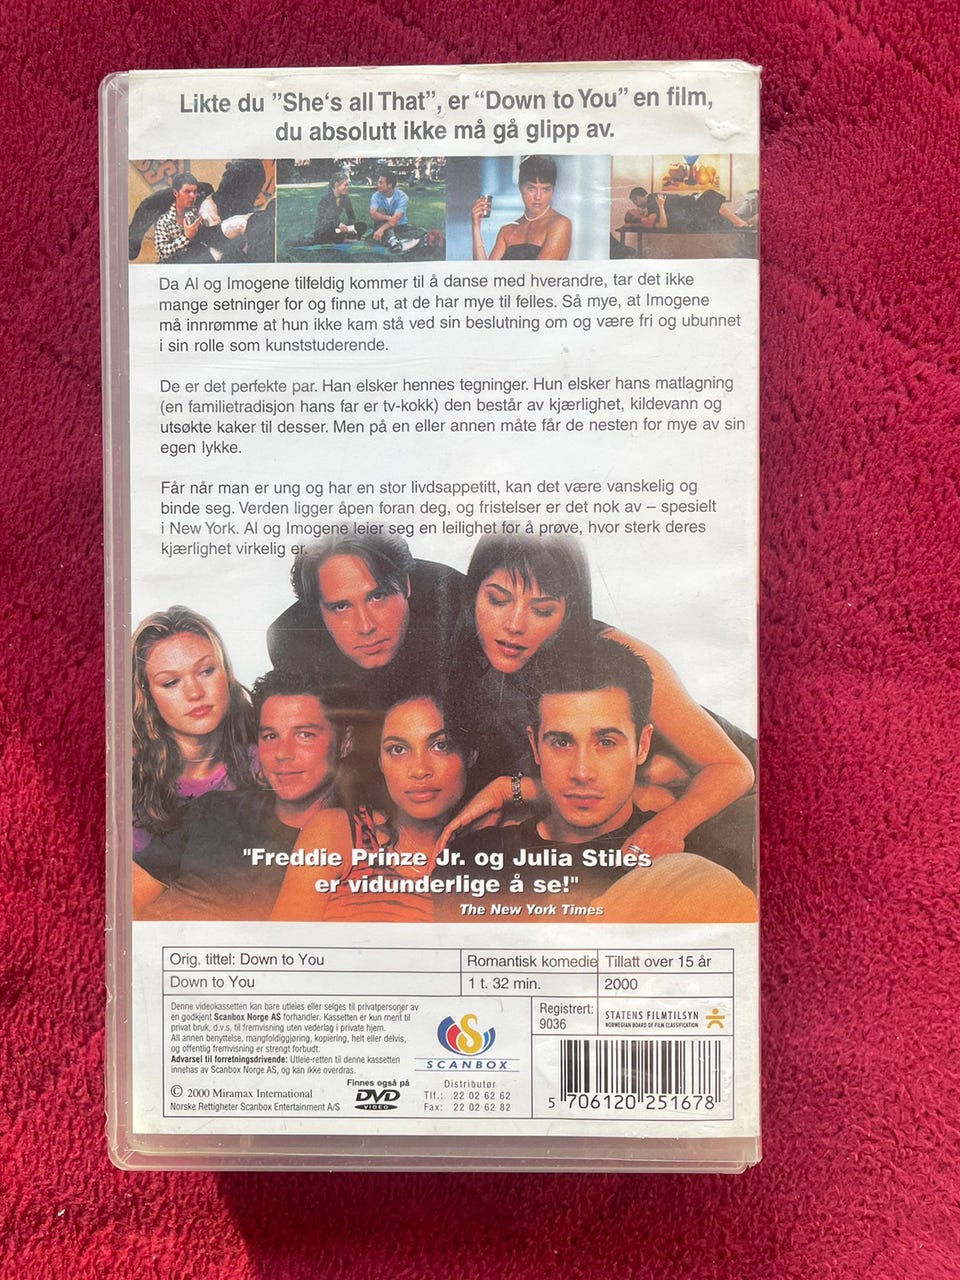 Likte du ”She‘s all That”, er “Down to You” en film,
du absolutt ikke må gå glipp av.
Da Al og Imogene tilfeldig kommer til å danse med hverandre, tar det ikke
mange setninger for og finne ut, at de har mye til felles. Så mye, at Imogene
må innrømme at hun ikke kam stå ved sin beslutning om og være fri og ubunnet
i sin rolle som kunststuderende.
De er det perfekte par. Han elsker hennes tegninger. Hun elsker hans matlagning
(en familietradisjon hans far er tv-kokk) den består av kjærlighet, kildevann og
utsøkte kaker til desser. Men på en eller annen måte får de nesten for mye av sin
egen lykke.
Får når man er ung og har en stor livdsappetitt, kan det være vanskelig og
binde seg. Verden ligger åpen foran deg, og fristelser er det nok av – spesielt
i New York. Al og Imogene leier seg en leilighet for å prøve, hvor sterk deres
kjærlighet virkelig er.
"Freddie Prinze Jr. og Julia Stiles
er vidunderlige å se!"
The New York Times
Orig. tittel: Down to You
Romantisk komedie
Tillatt over 15 år
Down to You
1 t. 32 min.
2000
Denne videokassetten kan bare utleies eller selges til privatpersoner av
en godkjent Scanbox Norge AS forhandler. Kassetten er kun ment til
privat bruk, d.v.s. til fremvisning uten vederlag i private hjem.
All annen benyttelse, mangfoldiggjøring, kopiering, helt eller delvis,
og offentlig fremvisning er strengt forbudt.
Advarsel til forretningsdrivende: Utleie-retten til denne kassetten
innehas av Scanbox Norge AS, og kan ikke overdras.
© 2000 Miramax International
Norske Rettigheter Scanbox Entertainment A/S
Finnes også på
DVD
VIDEO
S
SCANBOX
Distributør
Tlf.: 22 02 62 62
Fax: 22 02 62 82
Registrert:
9036
STATENS FILMTILSYN
NORWEGIAN BOARD OF FILM CLASSIFICATION
5 706120 251678